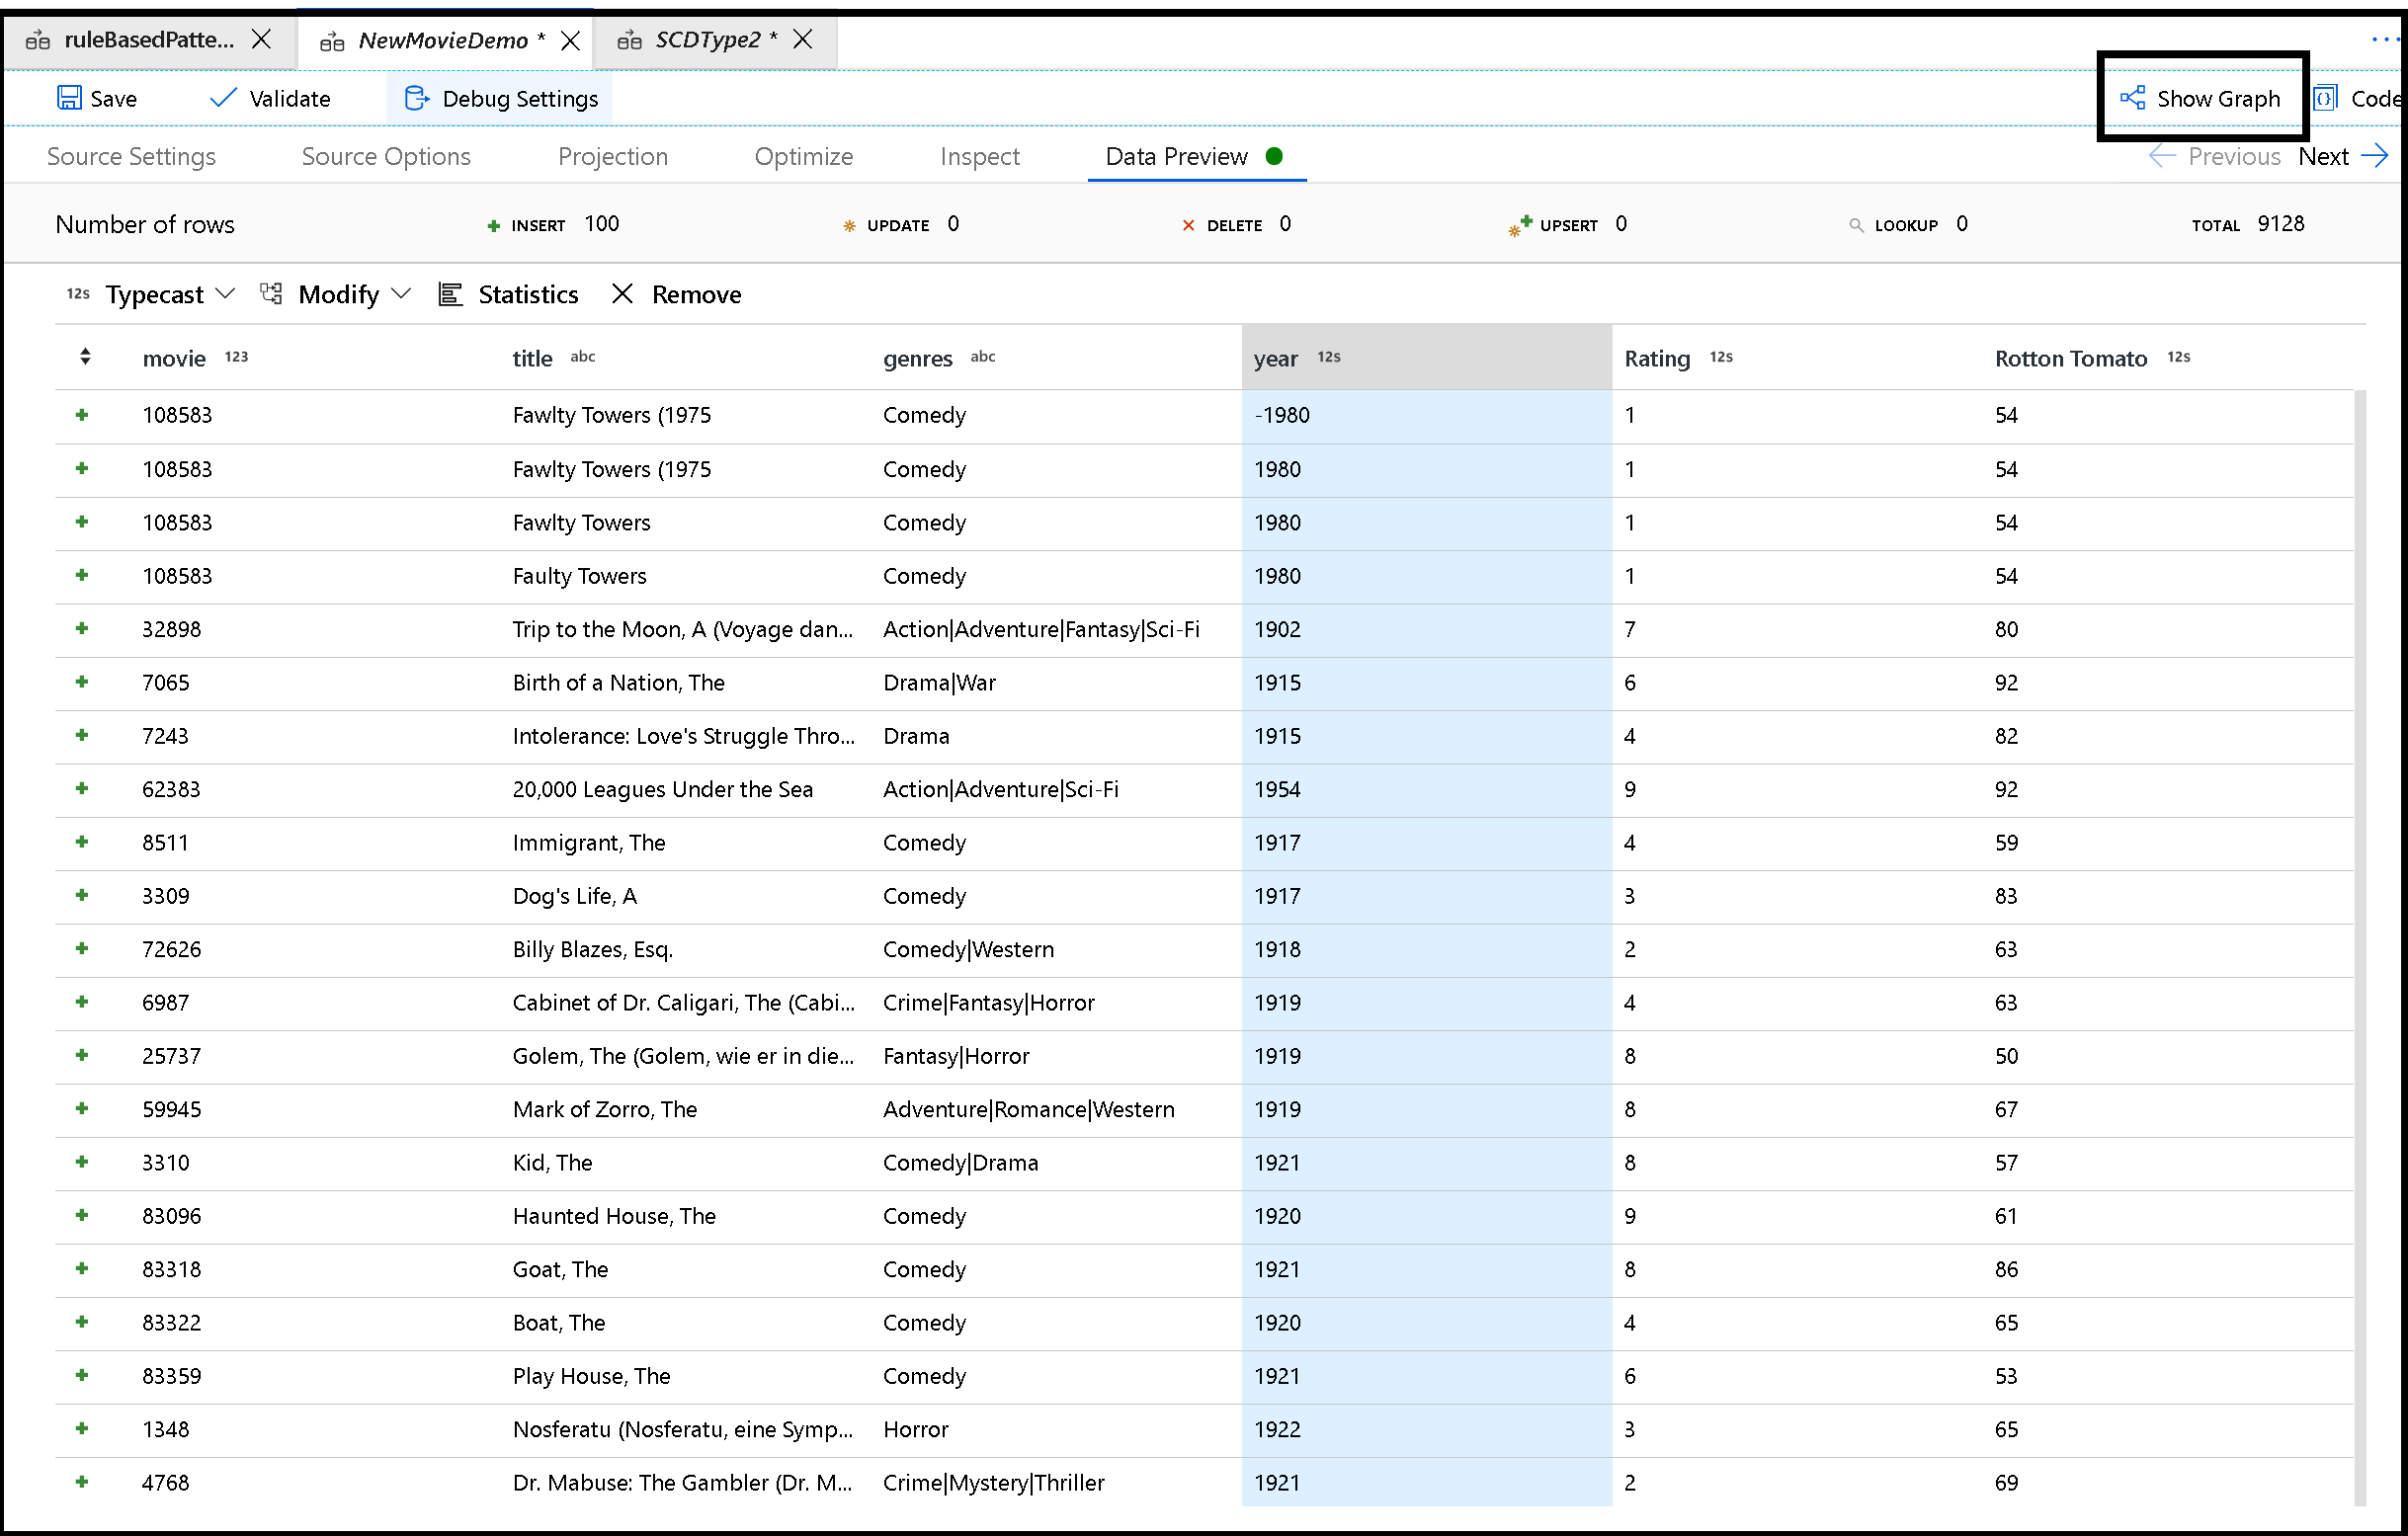 ruleBasedPatte... NewMovieDemo * SCDType2 *
Save Validate Debug Settings Show Graph Code
Source Settings Source Options Projection Optimize Inspect Data Preview Previous Next
Number of rows INSERT 100 UPDATE 0 DELETE 0 UPSERT 0 LOOKUP 0 TOTAL 9128
12s Typecast Modify Statistics Remove
movie 123 title abc genres abc year 12s Rating 12s Rotton Tomato 12s
108583 Fawlty Towers (1975 Comedy -1980 1 54
108583 Fawlty Towers (1975 Comedy 1980 1 54
108583 Fawlty Towers Comedy 1980 1 54
108583 Faulty Towers Comedy 1980 1 54
32898 Trip to the Moon, A (Voyage dan... Action|Adventure|Fantasy|Sci-Fi 1902 7 80
7065 Birth of a Nation, The Drama|War 1915 6 92
7243 Intolerance: Love's Struggle Thro... Drama 1915 4 82
62383 20,000 Leagues Under the Sea Action|Adventure|Sci-Fi 1954 9 92
8511 Immigrant, The Comedy 1917 4 59
3309 Dog's Life, A Comedy 1917 3 83
72626 Billy Blazes, Esq. Comedy|Western 1918 2 63
6987 Cabinet of Dr. Caligari, The (Cabi... Crime|Fantasy|Horror 1919 4 63
25737 Golem, The (Golem, wie er in die... Fantasy|Horror 1919 8 50
59945 Mark of Zorro, The Adventure|Romance|Western 1919 8 67
3310 Kid, The Comedy|Drama 1921 8 57
83096 Haunted House, The Comedy 1920 9 61
83318 Goat, The Comedy 1921 8 86
83322 Boat, The Comedy 1920 4 65
83359 Play House, The Comedy 1921 6 53
1348 Nosferatu (Nosferatu, eine Symp... Horror 1922 3 65
4768 Dr. Mabuse: The Gambler (Dr. M... Crime|Mystery|Thriller 1921 2 69